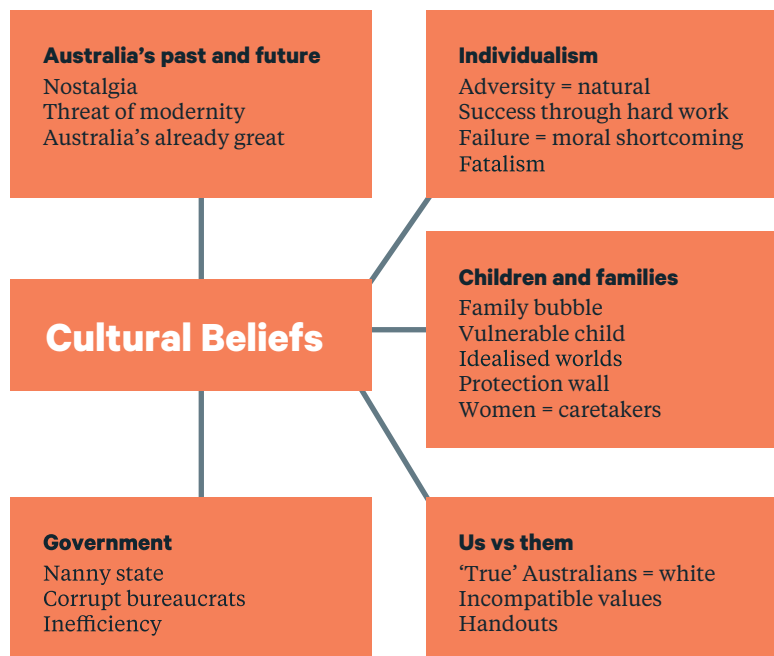 Australia’s past and future
Nostalgia
Threat of modernity
Australia’s already great
Individualism
Adversity = natural
Success through hard work
Failure = moral shortcoming
Fatalism
Cultural Beliefs
Children and families
Family bubble
Vulnerable child
Idealised worlds
Protection wall
Women = caretakers
Government
Nanny state
Corrupt bureaucrats
Inefficiency
Us vs them
‘True’ Australians = white
Incompatible values
Handouts